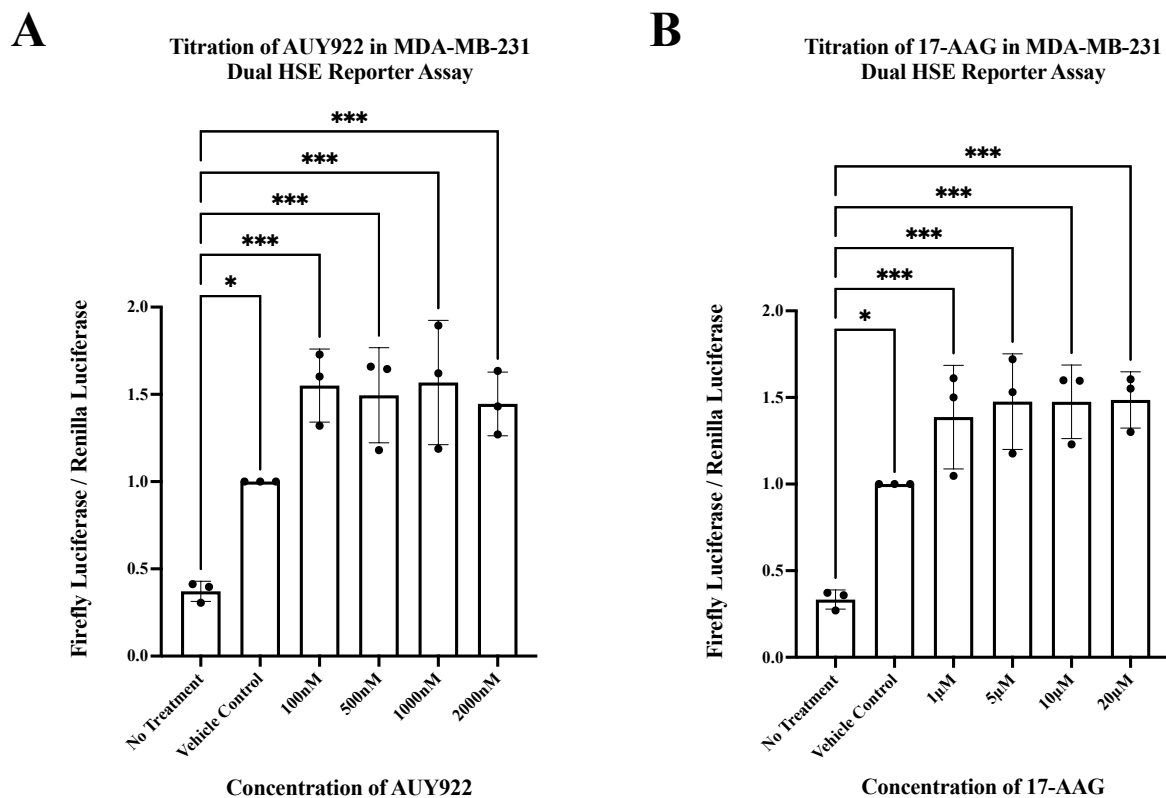 A
Titration of AUY922 in MDA-MB-231
Dual HSE Reporter Assay
***
***
***
***
*
Firefly Luciferase / Renilla Luciferase
2.0
1.5
1.0
0.5
0.0
No Treatment
Vehicle Control
100nM
500nM
1000nM
2000nM
Concentration of AUY922
B
Titration of 17-AAG in MDA-MB-231
Dual HSE Reporter Assay
***
***
***
***
*
Firefly Luciferase / Renilla Luciferase
2.0
1.5
1.0
0.5
0.0
No Treatment
Vehicle Control
1μM
5μM
10μM
20μM
Concentration of 17-AAG